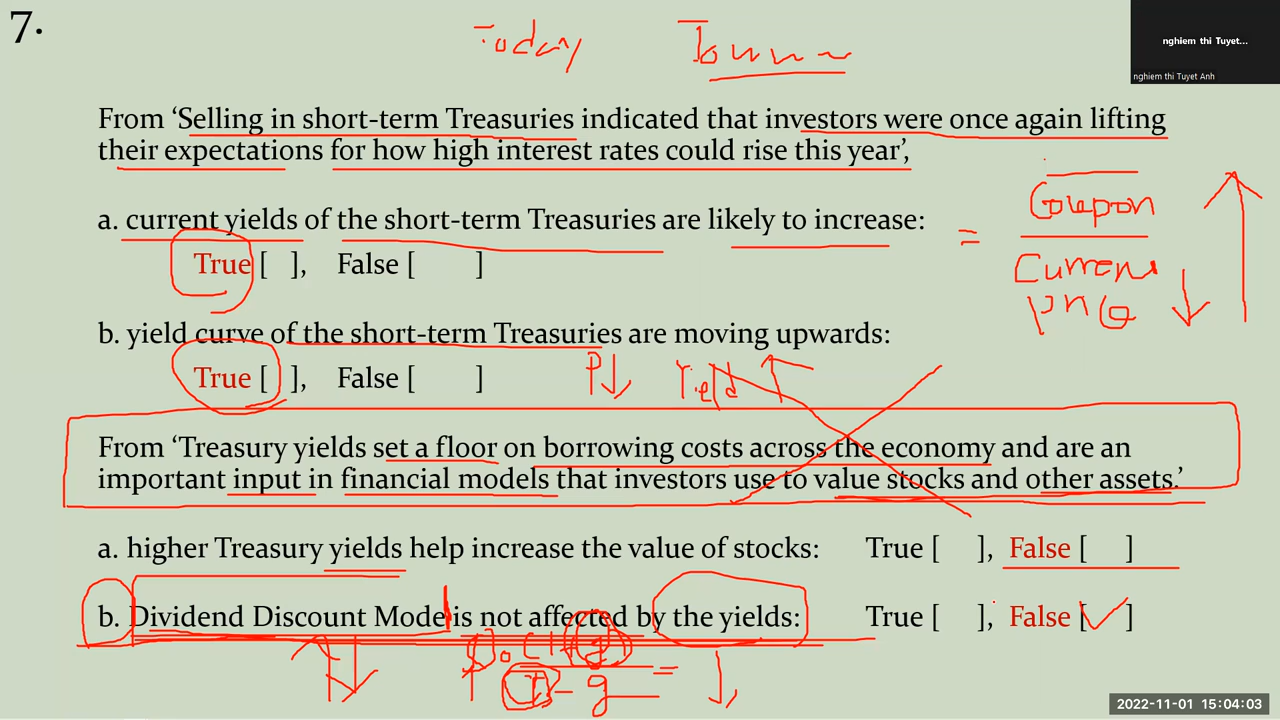 7.
Today
nghiem thi Tuyet...
nghiem thi Tuyet Anh
From ‘Selling in short-term Treasuries indicated that investors were once again lifting
their expectations for how high interest rates could rise this year’,
a. current yields of the short-term Treasuries are likely to increase:
= Coupon
Current
price
True [ ], False [ ]
b. yield curve of the short-term Treasuries are moving upwards:
True [ ], False [ ]
P↓ Yield ↑
From ‘Treasury yields set a floor on borrowing costs across the economy and are an
important input in financial models that investors use to value stocks and other assets.’
a. higher Treasury yields help increase the value of stocks: True [ ], False [ ]
b. Dividend Discount Model is not affected by the yields: True [ ], False [✓]
2022-11-01 15:04:03